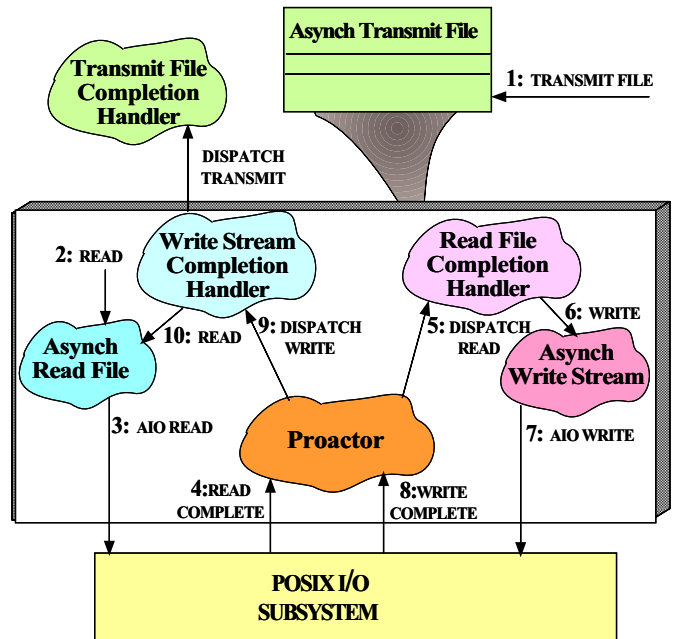 Asynch Transmit File
Transmit File
Completion
Handler
1: TRANSMIT FILE
DISPATCH
TRANSMIT
Write Stream
Completion
Handler
Read File
Completion
Handler
2: READ
6: WRITE
10: READ
9: DISPATCH
WRITE
5: DISPATCH
READ
Asynch
Read File
Asynch
Write Stream
3: AIO READ
Proactor
7: AIO WRITE
4:READ
COMPLETE
8:WRITE
COMPLETE
POSIX I/O
SUBSYSTEM